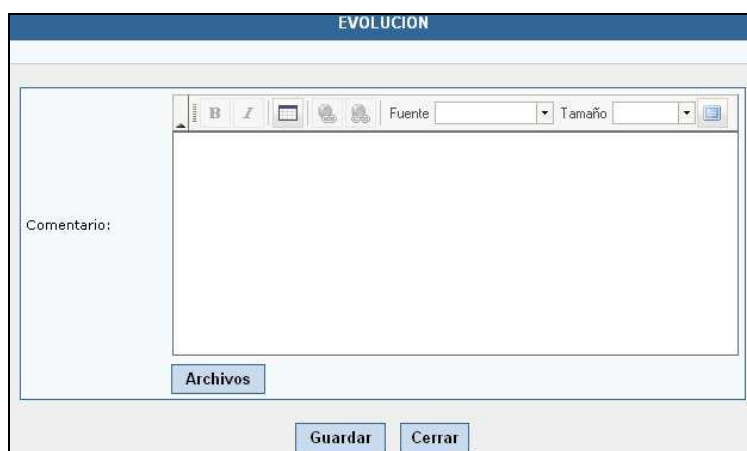 EVOLUCION
B I Fuente Tamaño
Comentario:
Archivos
Guardar Cerrar